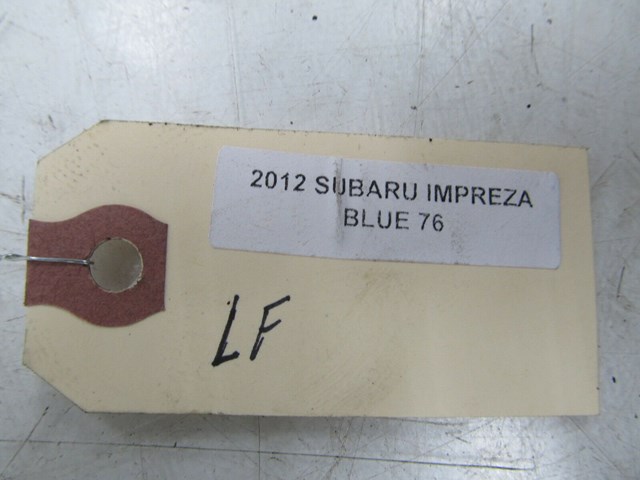 2012 SUBARU IMPREZA
BLUE 76
LF